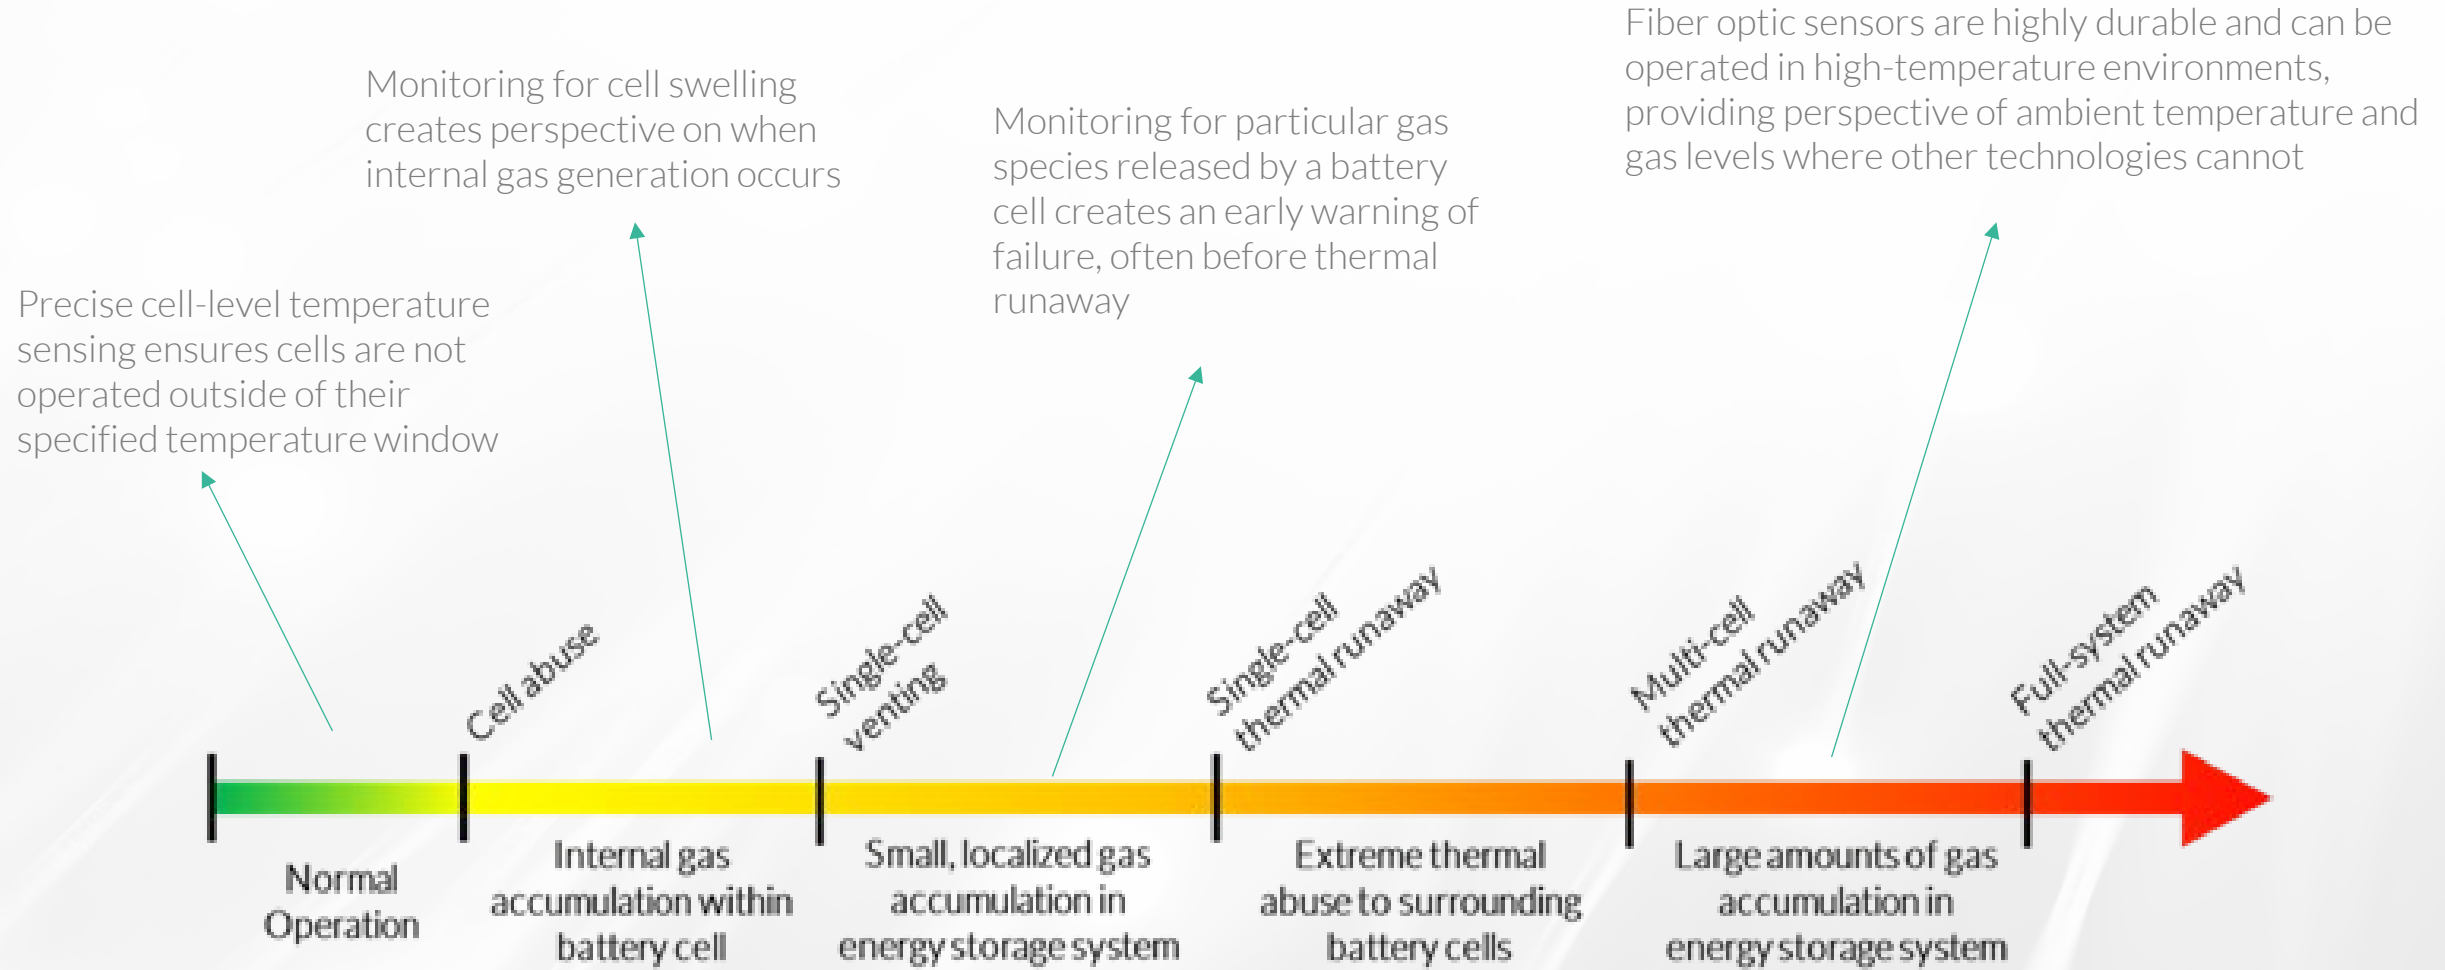 Fiber optic sensors are highly durable and can be
operated in high-temperature environments,
providing perspective of ambient temperature and
gas levels where other technologies cannot
Monitoring for cell swelling
creates perspective on when
internal gas generation occurs
Monitoring for particular gas
species released by a battery
cell creates an early warning of
failure, often before thermal
runaway
Precise cell-level temperature
sensing ensures cells are not
operated outside of their
specified temperature window
Cell abuse
Single-cell
venting
Single-cell
thermal runaway
Multi-cell
thermal runaway
Full-system
thermal runaway
Normal
Operation
Internal gas
accumulation within
battery cell
Small, localized gas
accumulation in
energy storage system
Extreme thermal
abuse to surrounding
battery cells
Large amounts of gas
accumulation in
energy storage system